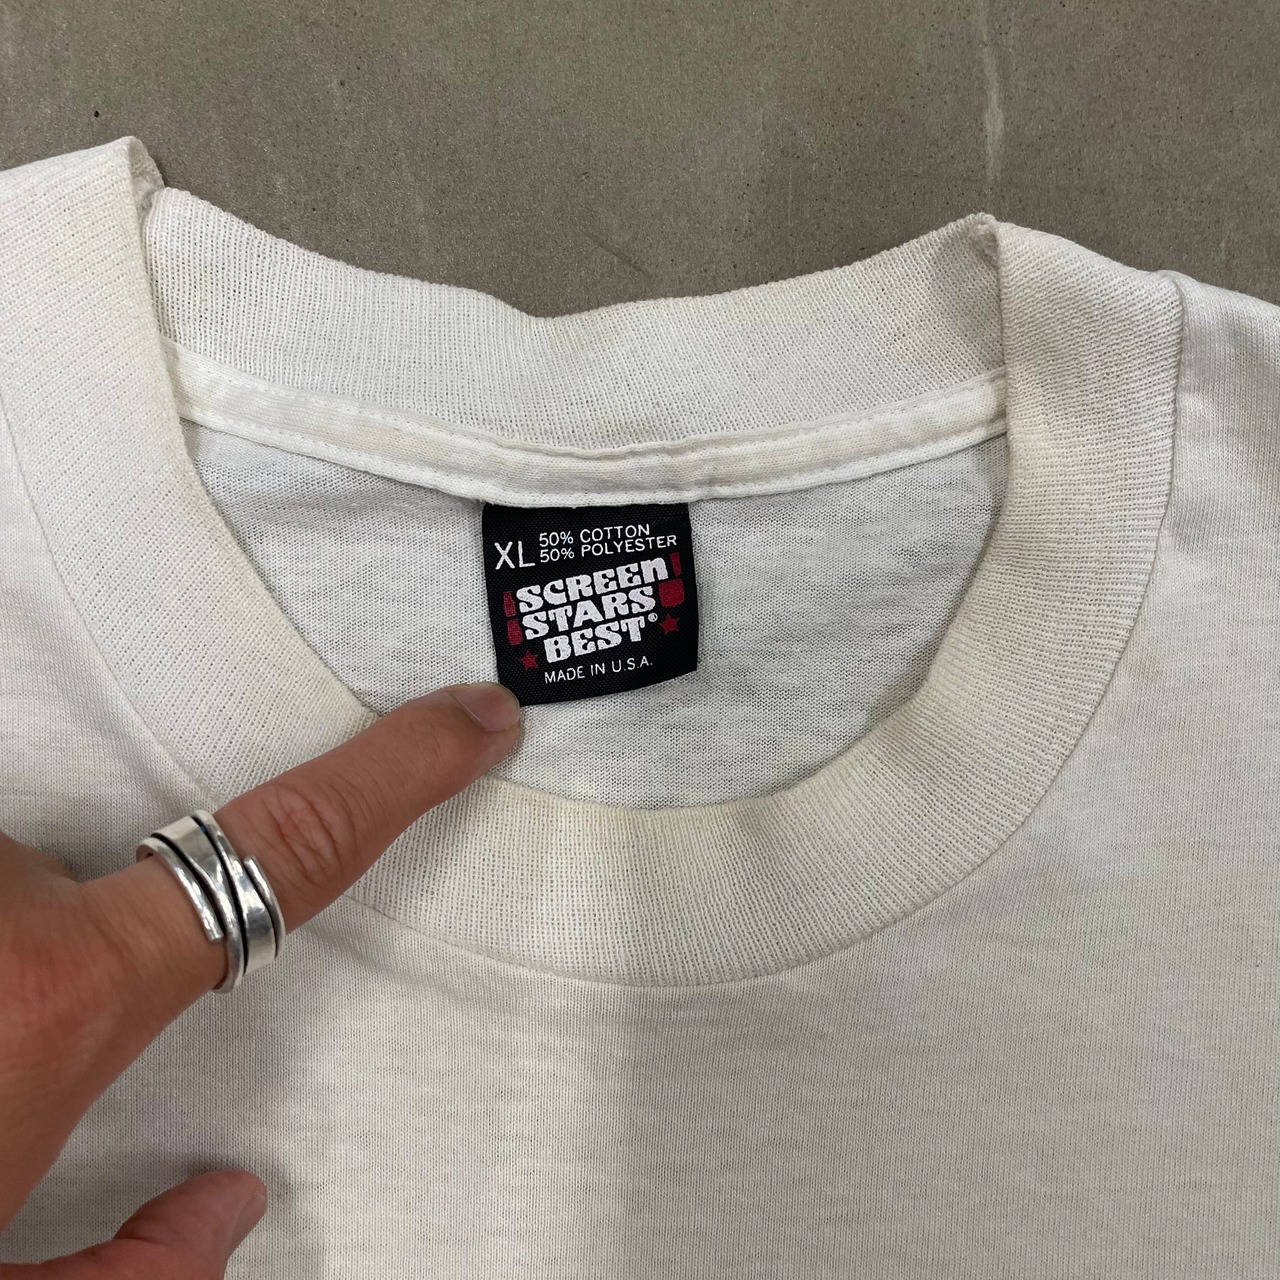 XL 50% COTTON
50% POLYESTER
SCREEN
STARS
BEST®
MADE IN U.S.A.